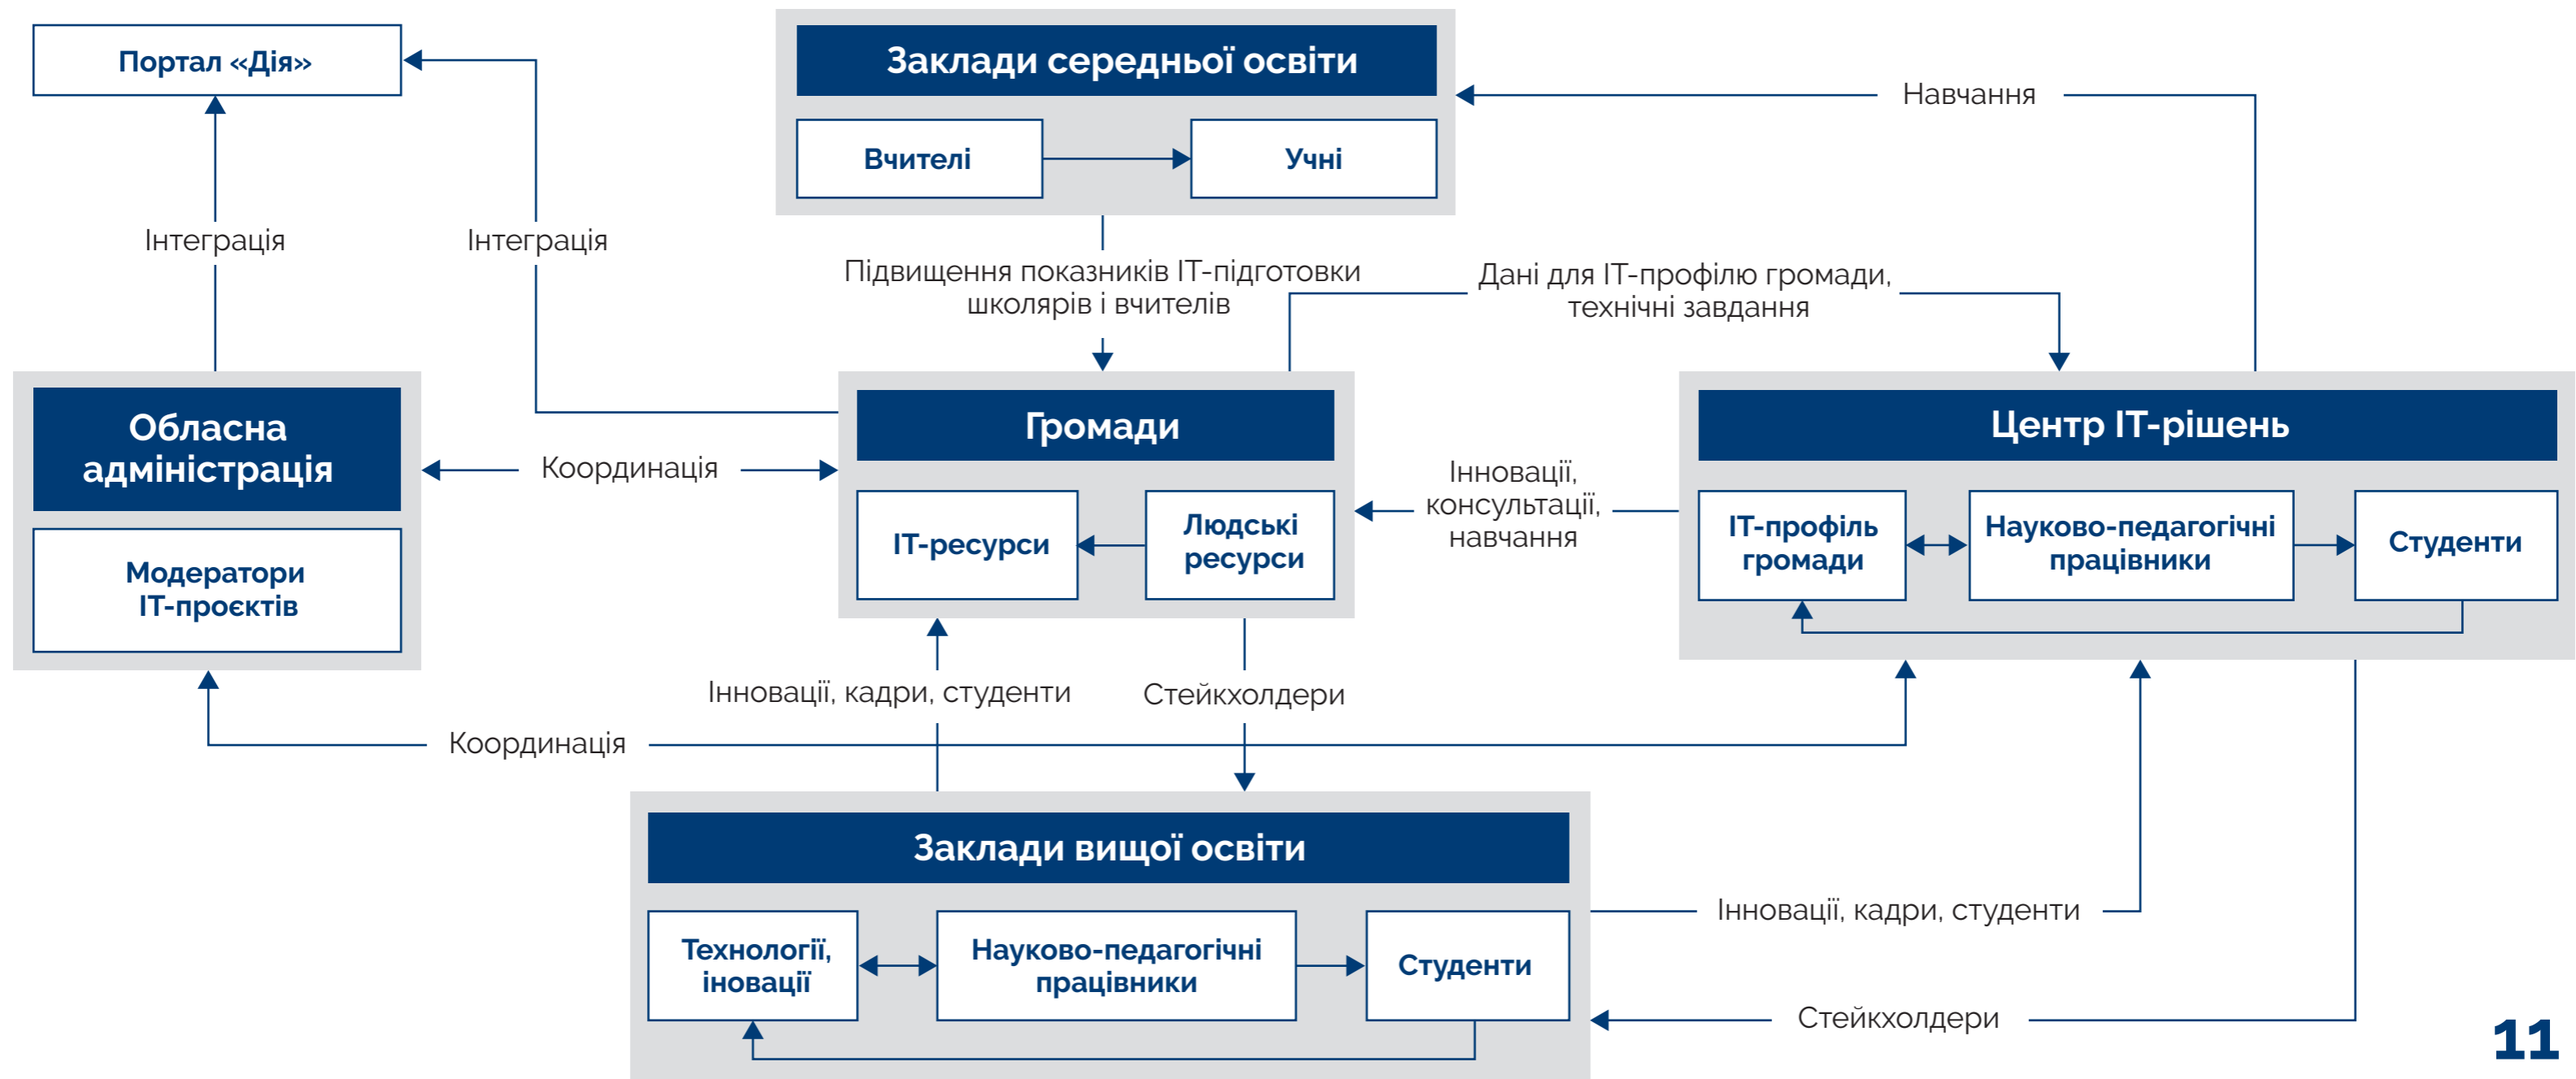 Портал «Дія»
Заклади середньої освіти
Вчителі
Учні
Навчання
Інтеграція
Інтеграція
Підвищення показників ІТ-підготовки
школярів і вчителів
Дані для ІТ-профілю громади,
технічні завдання
Обласна
адміністрація
Модератори
ІТ-проєктів
Координація
Громади
ІТ-ресурси
Людські
ресурси
Інновації,
консультації,
навчання
Центр ІТ-рішень
ІТ-профіль
громади
Науково-педагогічні
працівники
Студенти
Інновації, кадри, студенти
Стейкхолдери
Координація
Заклади вищої освіти
Технології,
іновації
Науково-педагогічні
працівники
Студенти
Інновації, кадри, студенти
Стейкхолдери
11